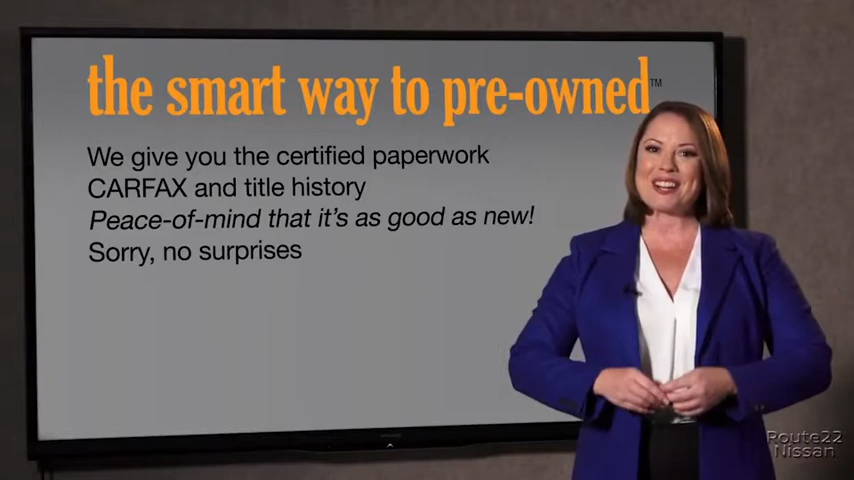 the smart way to pre-owned™
We give you the certified paperwork
CARFAX and title history
Peace-of-mind that it's as good as new!
Sorry, no surprises
Route22
Nissan